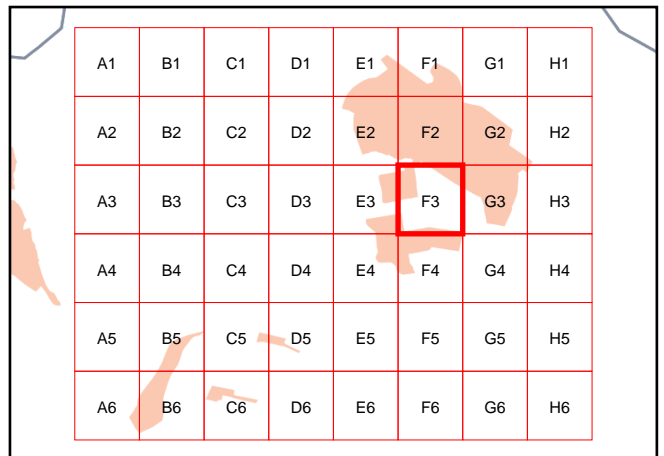 A1 B1 C1 D1 E1 F1 G1 H1
A2 B2 C2 D2 E2 F2 G2 H2
A3 B3 C3 D3 E3 F3 G3 H3
A4 B4 C4 D4 E4 F4 G4 H4
A5 B5 C5 D5 E5 F5 G5 H5
A6 B6 C6 D6 E6 F6 G6 H6